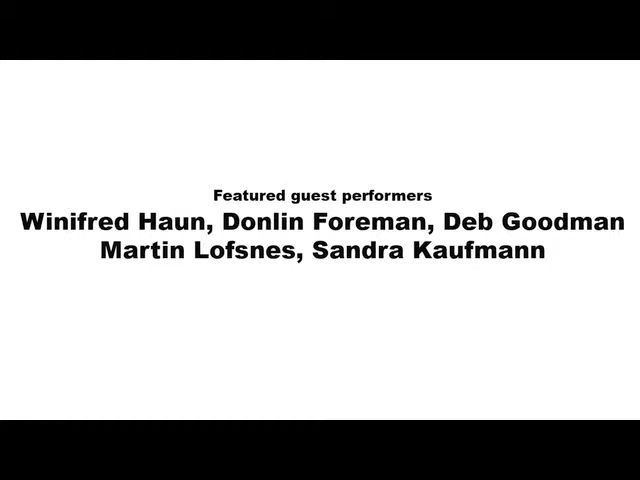 Featured guest performers
Winifred Haun, Donlin Foreman, Deb Goodman
Martin Lofsnes, Sandra Kaufmann